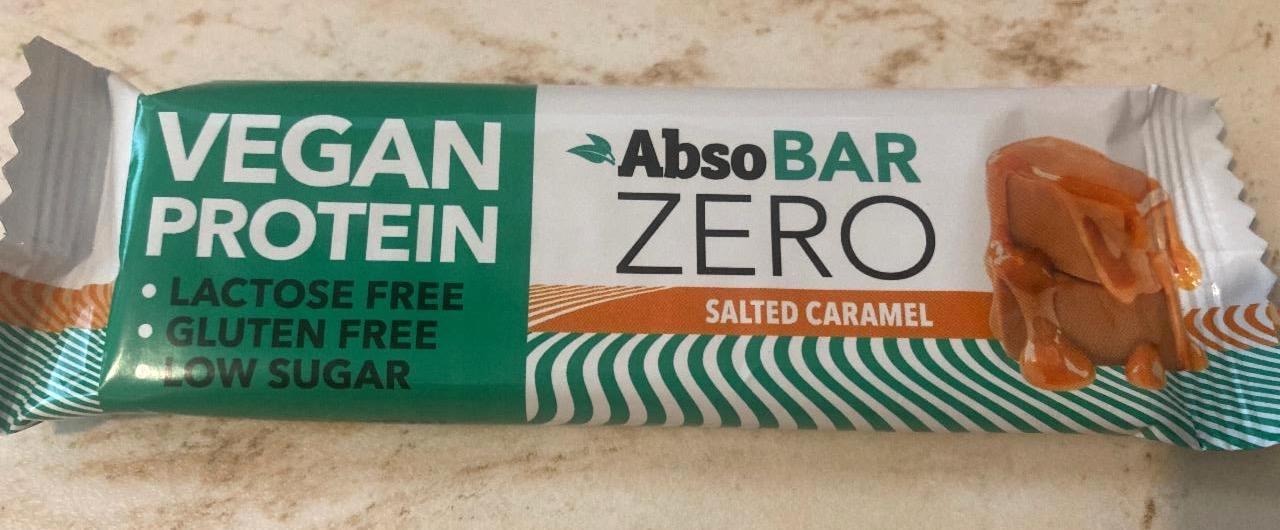 VEGAN
PROTEIN
• LACTOSE FREE
• GLUTEN FREE
• LOW SUGAR
AbsoBAR
ZERO
SALTED CARAMEL